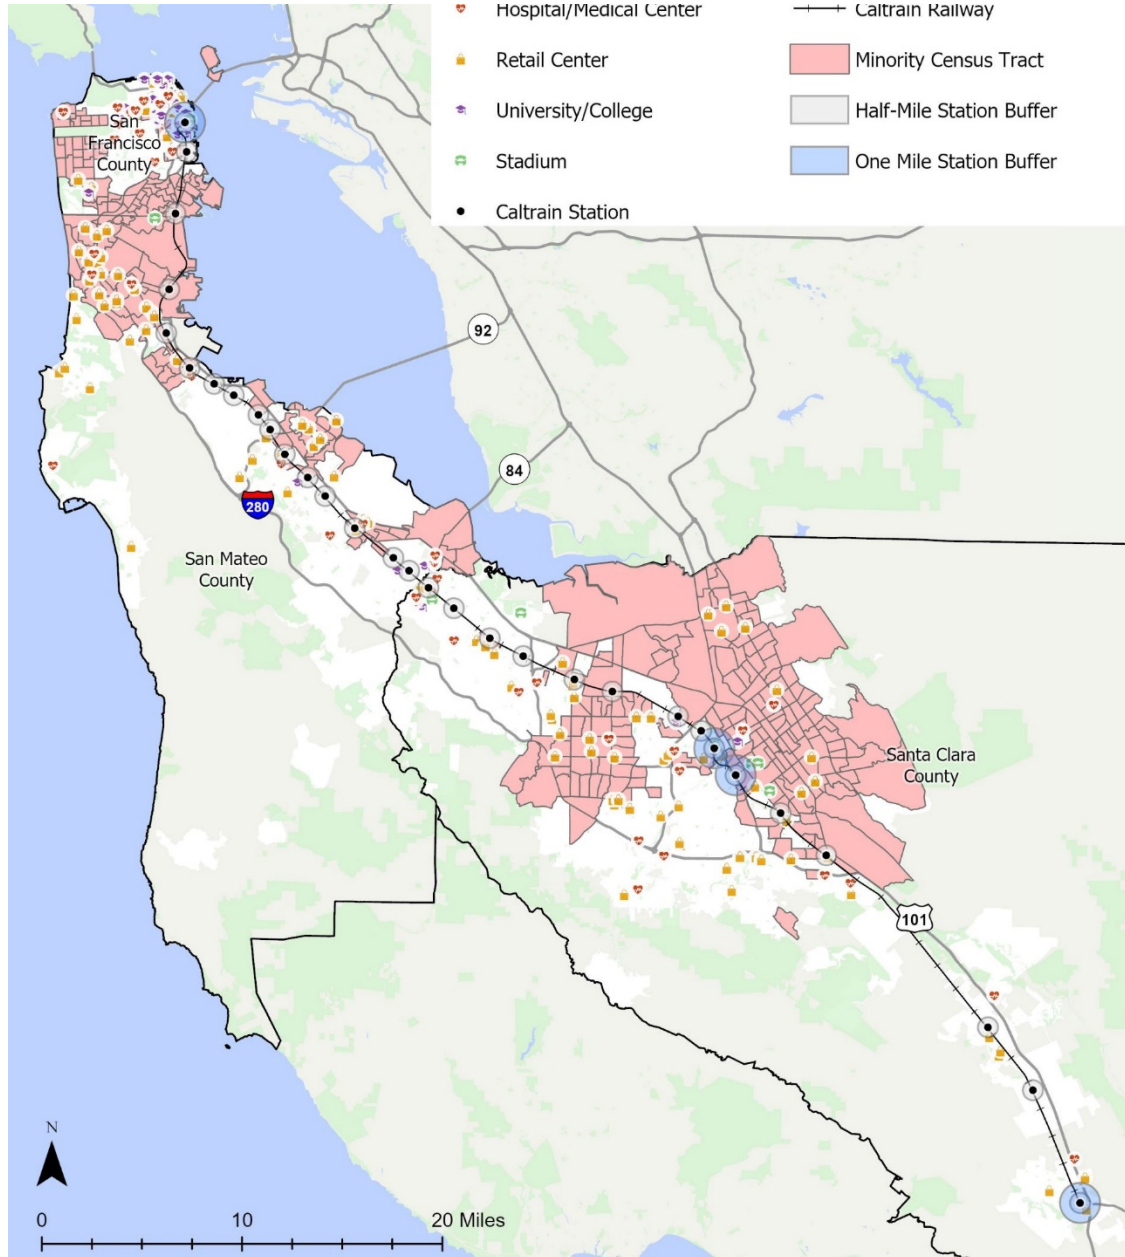 Hospital/Medical Center
Caltrain Railway
Retail Center
Minority Census Tract
University/College
Half-Mile Station Buffer
Stadium
One Mile Station Buffer
Caltrain Station
San
Francisco
County
92
84
280
San Mateo
County
Santa Clara
County
101
N
0
10
20 Miles